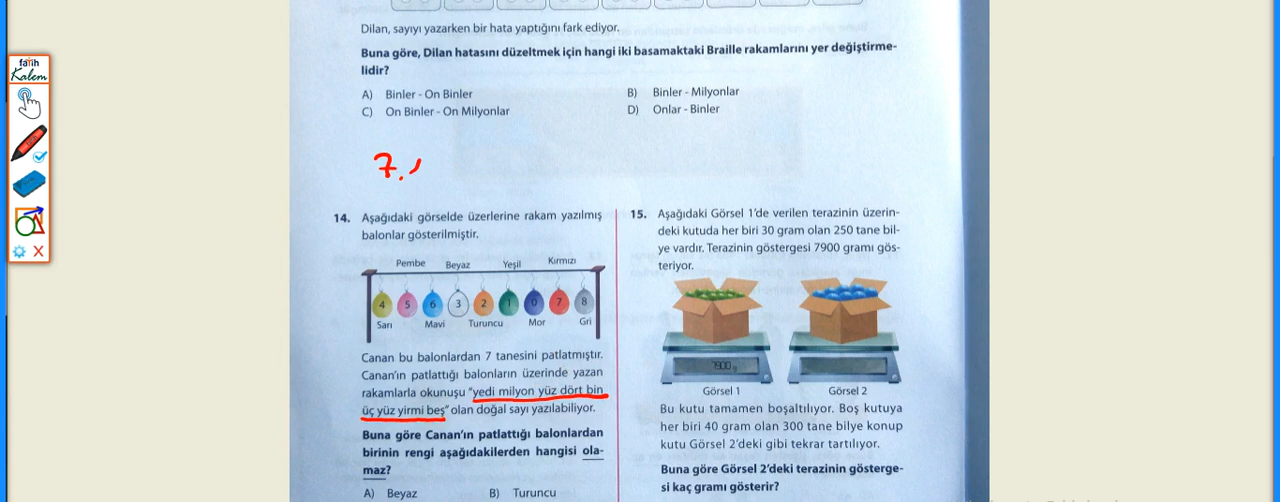 fatih
Kalem
X
Dilan, sayıyı yazarken bir hata yaptığını fark ediyor.
Buna göre, Dilan hatasını düzeltmek için hangi iki basamaktaki Braille rakamlarını yer değiştirme-
lidir?
A) Binler - On Binler
B) Binler - Milyonlar
C) On Binler - On Milyonlar
D) Onlar - Binler
7.
14. Aşağıdaki görselde üzerlerine rakam yazılmış
balonlar gösterilmiştir.
Pembe Beyaz Yeşil Kırmızı
4 5 6 3 2 1 0 7 8
Sarı Mavi Turuncu Mor Gri
Canan bu balonlardan 7 tanesini patlatmıştır.
Canan'ın patlattığı balonların üzerinde yazan
rakamlarla okunuşu "yedi milyon yüz dört bin
üç yüz yirmi beş" olan doğal sayı yazılabiliyor.
Buna göre Canan'ın patlattığı balonlardan
birinin rengi aşağıdakilerden hangisi ola-
maz?
A) Beyaz B) Turuncu
15. Aşağıdaki Görsel 1'de verilen terazinin üzerin-
deki kutuda her biri 30 gram olan 250 tane bil-
ye vardır. Terazinin göstergesi 7900 gramı gös-
teriyor.
7900 g
Görsel 1 Görsel 2
Bu kutu tamamen boşaltılıyor. Boş kutuya
her biri 40 gram olan 300 tane bilye konup
kutu Görsel 2'deki gibi tekrar tartılıyor.
Buna göre Görsel 2'deki terazinin gösterge-
si kaç gramı gösterir?